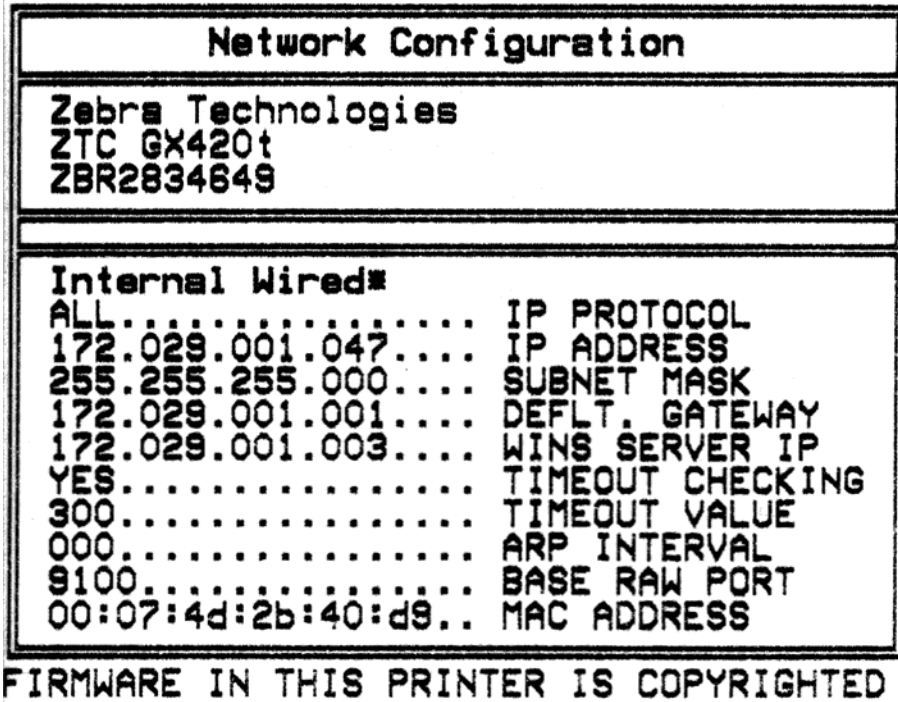 Network Configuration
Zebra Technologies
ZTC GX420t
ZBR2834649
Internal Wired*
ALL................ IP PROTOCOL
172.029.001.047.... IP ADDRESS
255.255.255.000.... SUBNET MASK
172.029.001.001.... DEFLT. GATEWAY
172.029.001.003.... WINS SERVER IP
YES................ TIMEOUT CHECKING
300................ TIMEOUT VALUE
000................ ARP INTERVAL
9100............... BASE RAW PORT
00:07:4d:2b:40:d9.. MAC ADDRESS
FIRMWARE IN THIS PRINTER IS COPYRIGHTED